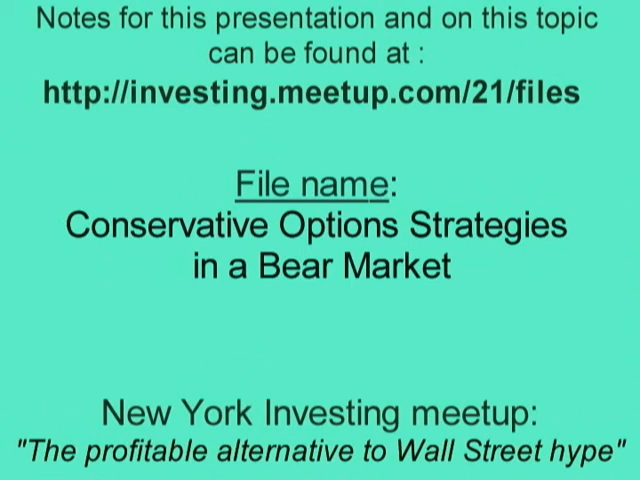 Notes for this presentation and on this topic
can be found at :
http://investing.meetup.com/21/files
File name:
Conservative Options Strategies
in a Bear Market
New York Investing meetup:
"The profitable alternative to Wall Street hype"